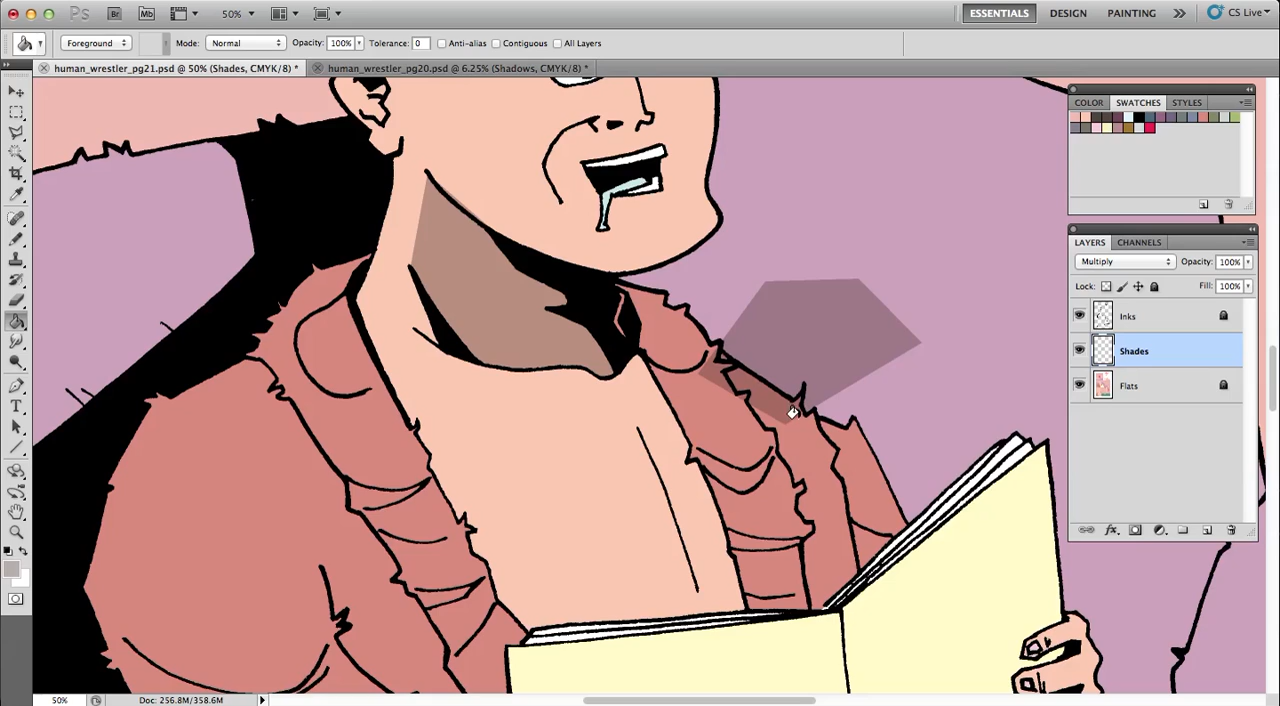 Ps Br Mb 50% ESSENTIALS DESIGN PAINTING CS Live
Foreground Mode: Normal Opacity: 100% Tolerance: 0 Anti-alias Contiguous All Layers
human_wrestler_pg21.psd @ 50% (Shades, CMYK/8) * human_wrestler_pg20.psd @ 6.25% (Shadows, CMYK/8) *
COLOR SWATCHES STYLES
LAYERS CHANNELS
Multiply Opacity: 100%
Lock: Fill: 100%
Inks
Shades
Flats
fx
T
50% Doc: 256.8M/358.6M